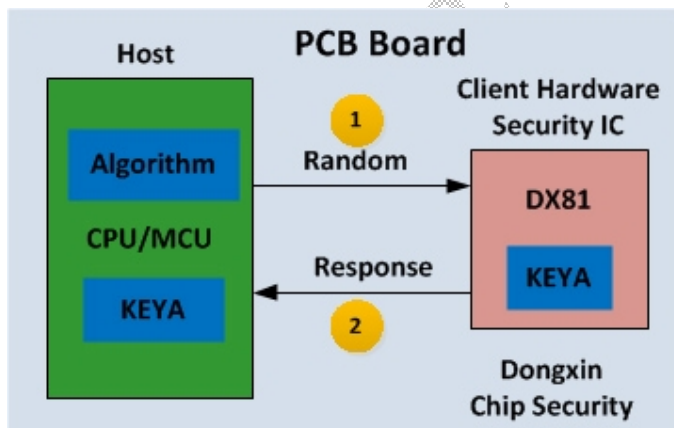 PCB Board
Host
Client Hardware
Security IC
1
Random
Algorithm
DX81
CPU/MCU
Response
KEYA
KEYA
2
Dongxin
Chip Security